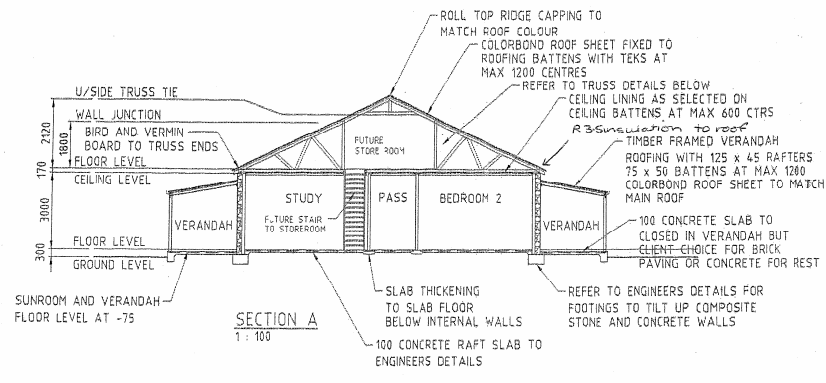 ROLL TOP RIDGE CAPPING TO
MATCH ROOF COLOUR
COLORBOND ROOF SHEET FIXED TO
ROOFING BATTENS WITH TEKS AT
MAX 1200 CENTRES
REFER TO TRUSS DETAILS BELOW
CEILING LINING AS SELECTED ON
CEILING BATTENS AT MAX 600 CTRS
R3.5 insulation to roof
TIMBER FRAMED VERANDAH
ROOFING WITH 125 x 45 RAFTERS
75 x 50 BATTENS AT MAX 1200
COLORBOND ROOF SHEET TO MATCH
MAIN ROOF
100 CONCRETE SLAB TO
CLOSED IN VERANDAH BUT
CLIENT CHOICE FOR BRICK
PAVING OR CONCRETE FOR REST
U/SIDE TRUSS TIE
WALL JUNCTION
BIRD AND VERMIN
BOARD TO TRUSS ENDS
FLOOR LEVEL
CEILING LEVEL
FLOOR LEVEL
GROUND LEVEL
2120
1800
170
3000
300
FUTURE
STORE ROOM
STUDY
FUTURE STAIR
TO STOREROOM
PASS
BEDROOM 2
VERANDAH
VERANDAH
SUNROOM AND VERANDAH
FLOOR LEVEL AT -75
SECTION A
1 : 100
SLAB THICKENING
TO SLAB FLOOR
BELOW INTERNAL WALLS
100 CONCRETE RAFT SLAB TO
ENGINEERS DETAILS
REFER TO ENGINEERS DETAILS FOR
FOOTINGS TO TILT UP COMPOSITE
STONE AND CONCRETE WALLS